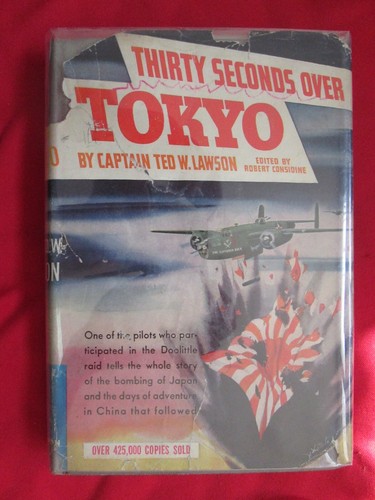 THIRTY SECONDS OVER
TOKYO
BY CAPTAIN TED W. LAWSON
EDITED BY
ROBERT CONSIDINE
One of the pilots who par-
ticipated in the Doolittle
raid tells the whole story
of the bombing of Japan
and the days of adventure
in China that followed
OVER 425,000 COPIES SOLD